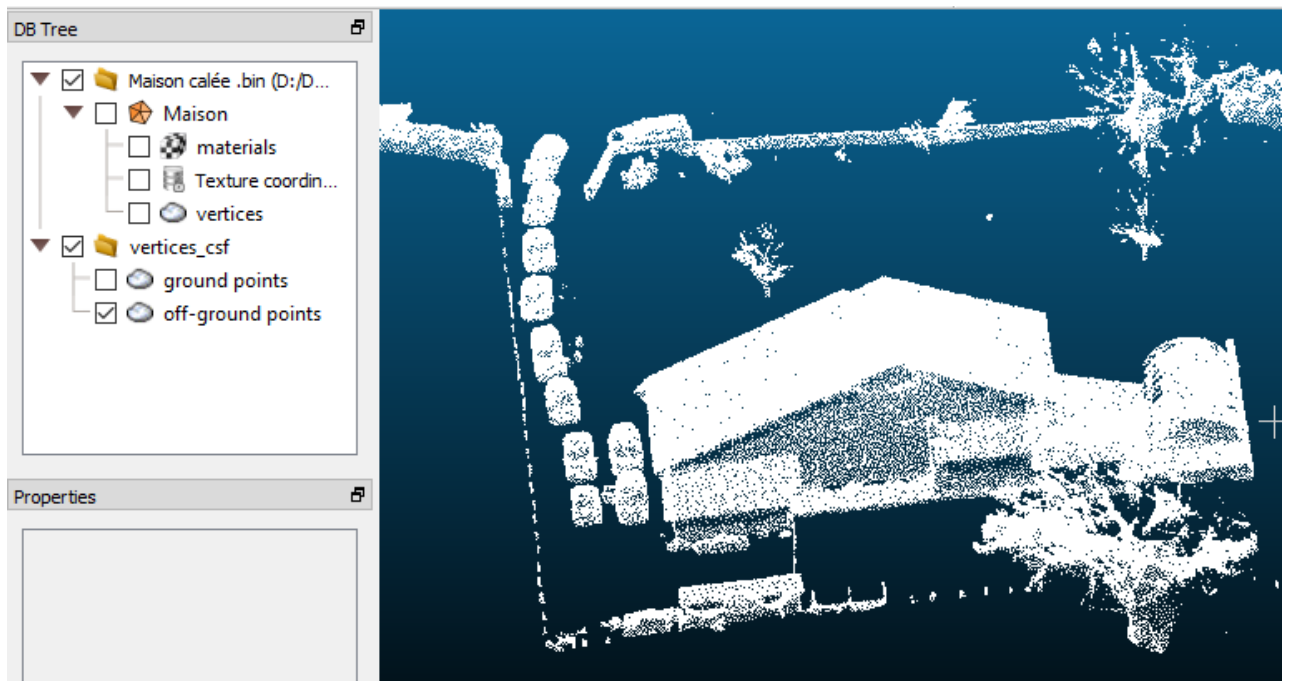 DB Tree
Maison calée .bin (D:/D...
Maison
materials
Texture coordin...
vertices
vertices_csf
ground points
off-ground points
Properties